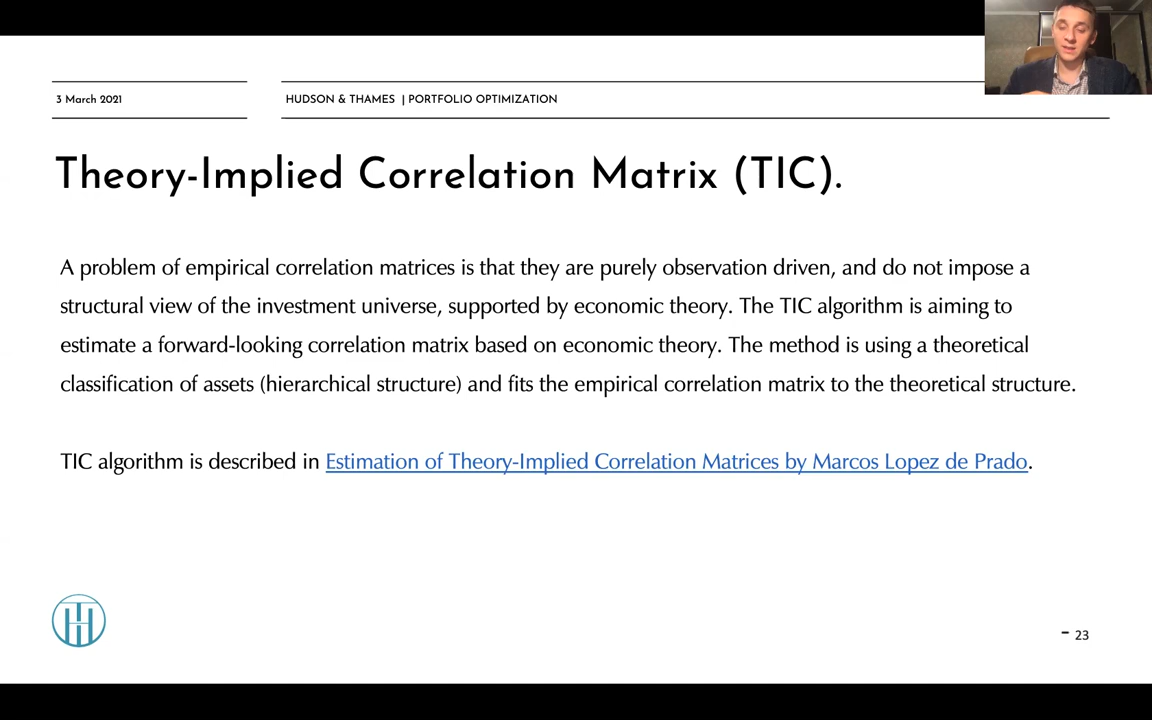 3 March 2021
HUDSON & THAMES | PORTFOLIO OPTIMIZATION
Theory-Implied Correlation Matrix (TIC).
A problem of empirical correlation matrices is that they are purely observation driven, and do not impose a
structural view of the investment universe, supported by economic theory. The TIC algorithm is aiming to
estimate a forward-looking correlation matrix based on economic theory. The method is using a theoretical
classification of assets (hierarchical structure) and fits the empirical correlation matrix to the theoretical structure.
TIC algorithm is described in Estimation of Theory-Implied Correlation Matrices by Marcos Lopez de Prado.
– 23